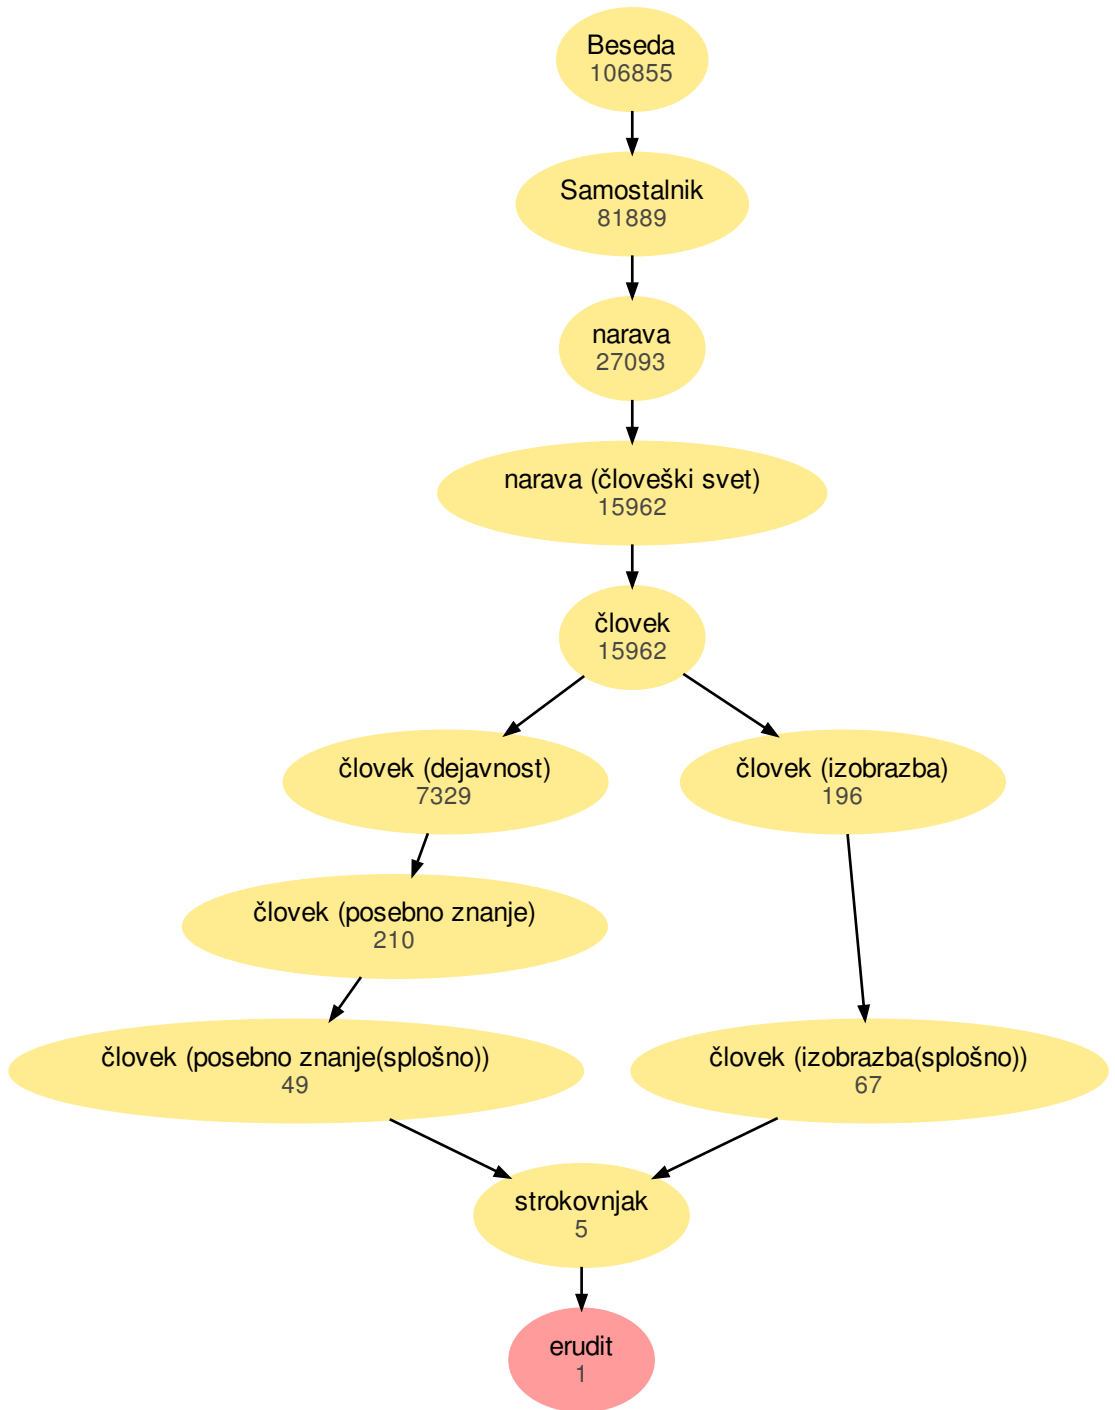 Beseda
106855
Samostalnik
81889
narava
27093
narava (človeški svet)
15962
človek
15962
človek (dejavnost)
7329
človek (izobrazba)
196
človek (posebno znanje)
210
človek (posebno znanje(splošno))
49
človek (izobrazba(splošno))
67
strokovnjak
5
erudit
1